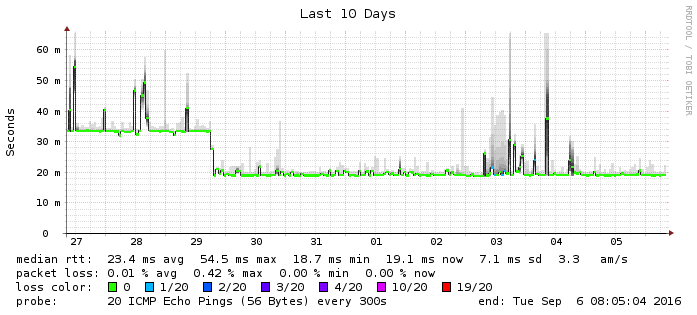 Last 10 Days
RRDTOOL / TOBI OETIKER
Seconds
60 m
50 m
40 m
30 m
20 m
10 m
0
27 28 29 30 31 01 02 03 04 05
median rtt: 23.4 ms avg 54.5 ms max 18.7 ms min 19.1 ms now 7.1 ms sd 3.3 am/s
packet loss: 0.01 % avg 0.42 % max 0.00 % min 0.00 % now
loss color: 0 1/20 2/20 3/20 4/20 10/20 19/20
probe: 20 ICMP Echo Pings (56 Bytes) every 300s end: Tue Sep 6 08:05:04 2016